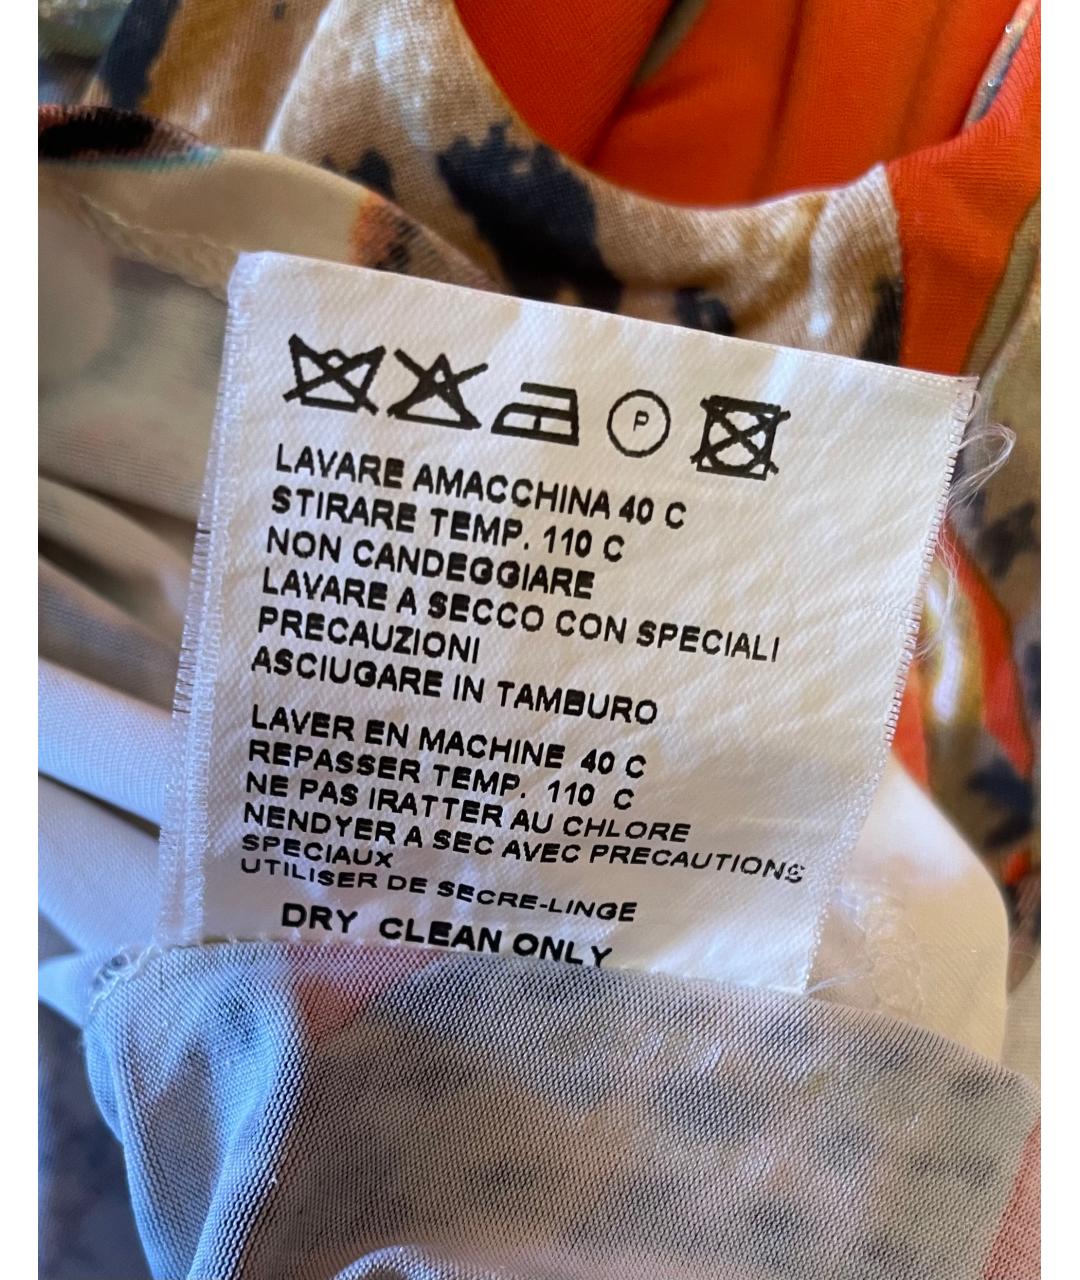 P
LAVARE AMACCHINA 40 C
STIRARE TEMP. 110 C
NON CANDEGGIARE
LAVARE A SECCO CON SPECIALI
PRECAUZIONI
ASCIUGARE IN TAMBURO
LAVER EN MACHINE 40 C
REPASSER TEMP. 110 C
NE PAS IRATTER AU CHLORE
NENDYER A SEC AVEC PRECAUTIONS
SPECIAUX
UTILISER DE SECRE-LINGE
DRY CLEAN ONLY